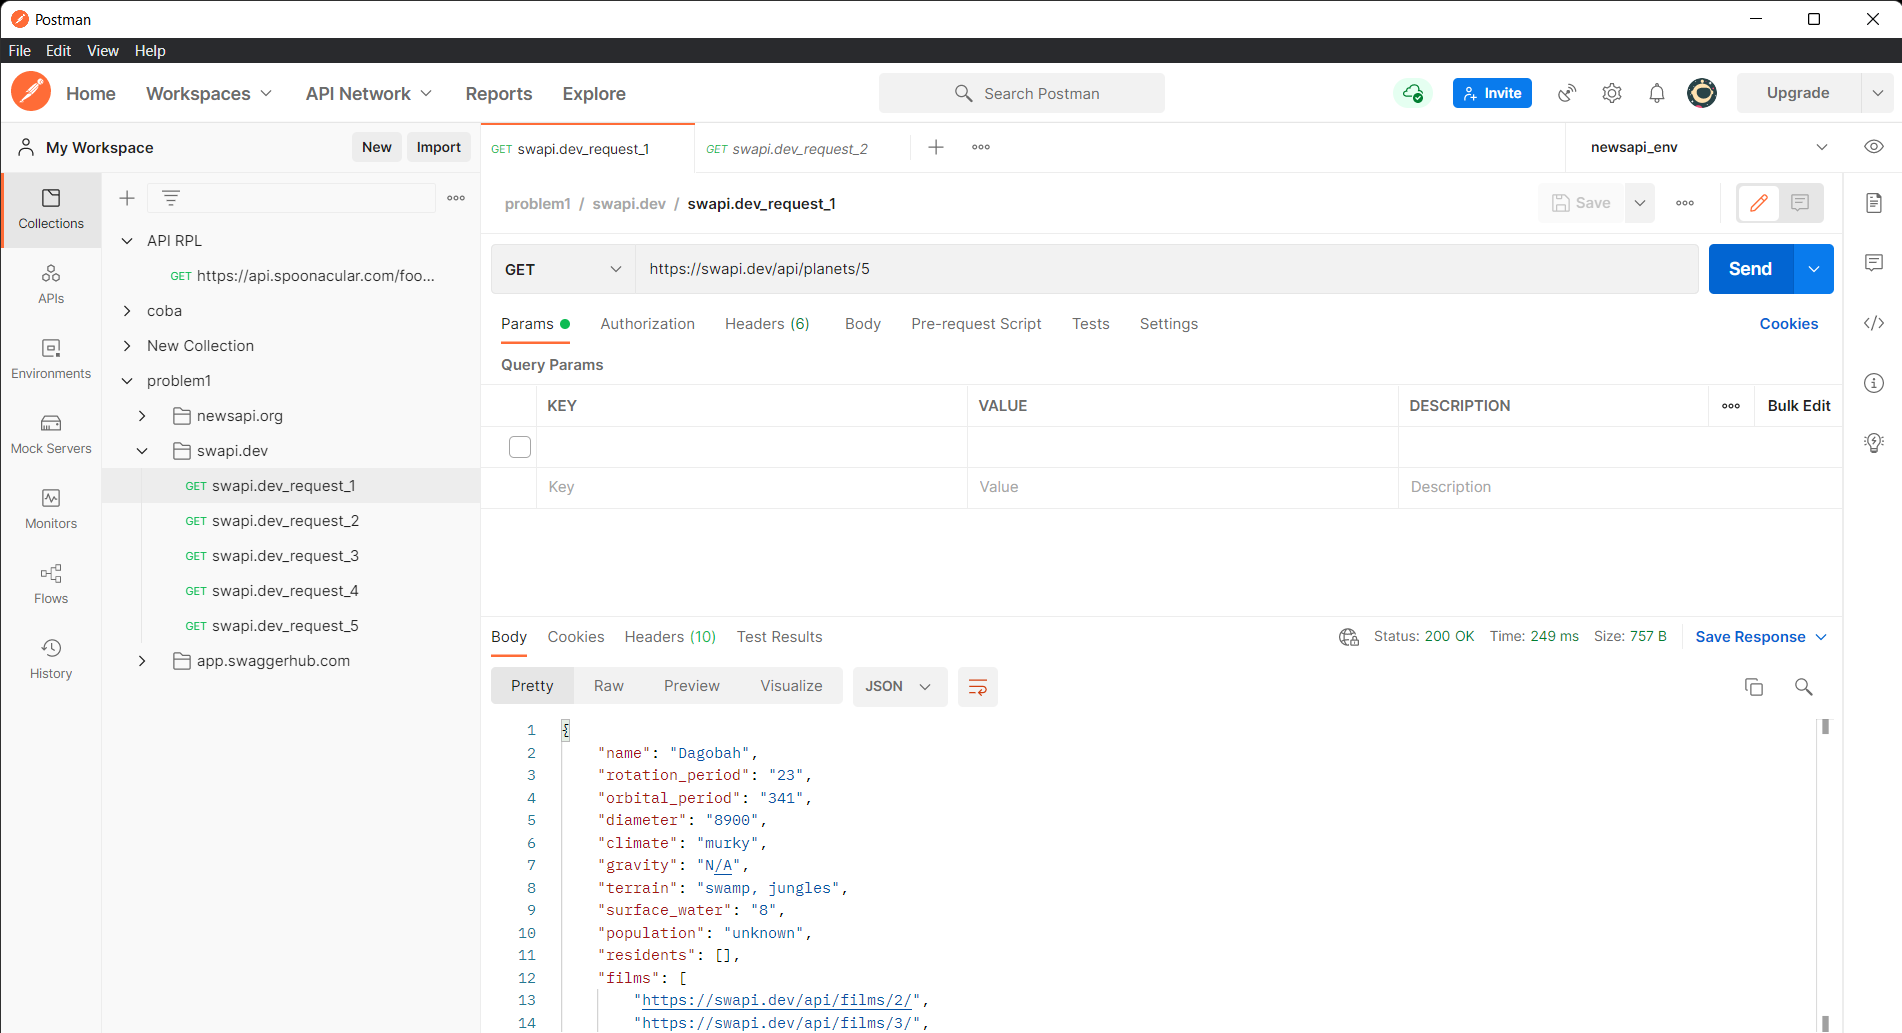 Postman
File Edit View Help
Home Workspaces API Network Reports Explore Search Postman Invite Upgrade
My Workspace New Import
GET swapi.dev_request_1 GET swapi.dev_request_2 newsapi_env
Collections
APIs
Environments
Mock Servers
Monitors
Flows
History
API RPL
GET https://api.spoonacular.com/foo...
coba
New Collection
problem1
newsapi.org
swapi.dev
GET swapi.dev_request_1
GET swapi.dev_request_2
GET swapi.dev_request_3
GET swapi.dev_request_4
GET swapi.dev_request_5
app.swaggerhub.com
problem1 / swapi.dev / swapi.dev_request_1 Save
GET https://swapi.dev/api/planets/5 Send
Params Authorization Headers (6) Body Pre-request Script Tests Settings Cookies
Query Params
KEY VALUE DESCRIPTION Bulk Edit
Key Value Description
Body Cookies Headers (10) Test Results Status: 200 OK Time: 249 ms Size: 757 B Save Response
Pretty Raw Preview Visualize JSON
1 {
2 "name": "Dagobah",
3 "rotation_period": "23",
4 "orbital_period": "341",
5 "diameter": "8900",
6 "climate": "murky",
7 "gravity": "N/A",
8 "terrain": "swamp, jungles",
9 "surface_water": "8",
10 "population": "unknown",
11 "residents": [],
12 "films": [
13 "https://swapi.dev/api/films/2/",
14 "https://swapi.dev/api/films/3/",